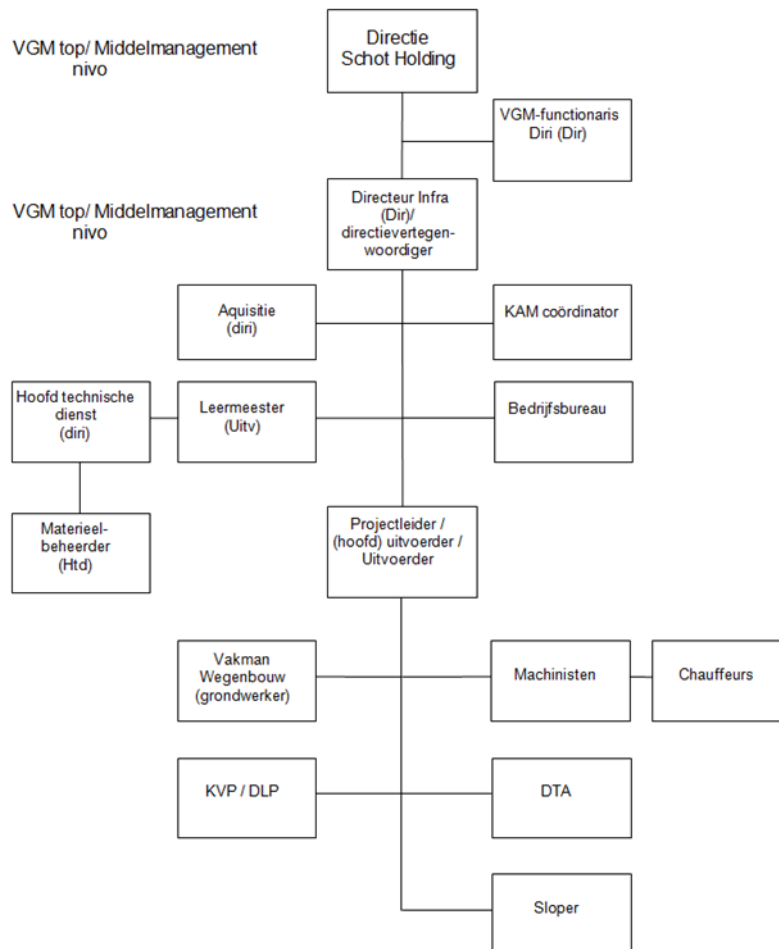 VGM top/ Middelmanagement
nivo
Directie
Schot Holding
VGM-functionaris
Diri (Dir)
VGM top/ Middelmanagement
nivo
Directeur Infra
(Dir)/
directievertegen-
woordiger
Aquisitie
(diri)
KAM coördinator
Hoofd technische
dienst
(diri)
Leermeester
(Uitv)
Bedrijfsbureau
Materieel-
beheerder
(Htd)
Projectleider /
(hoofd) uitvoerder /
Uitvoerder
Vakman
Wegenbouw
(grondwerker)
Machinisten
Chauffeurs
KVP / DLP
DTA
Sloper